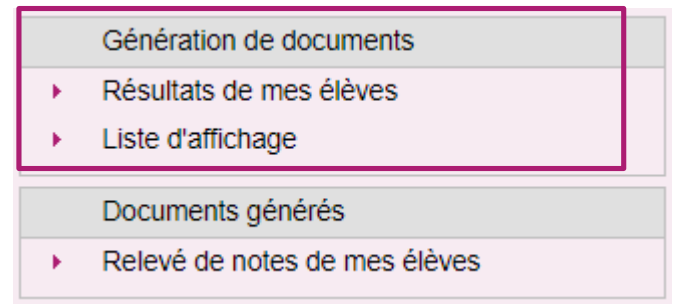 Génération de documents
Résultats de mes élèves
Liste d'affichage
Documents générés
Relevé de notes de mes élèves